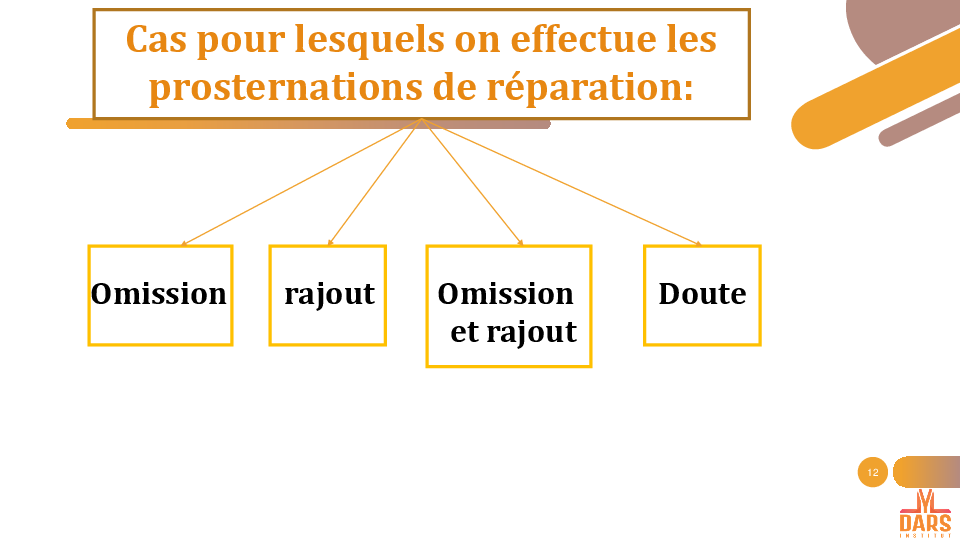 Cas pour lesquels on effectue les
prosternations de réparation:
Omission
rajout
Omission
et rajout
Doute
12
DARS
INSTITUT